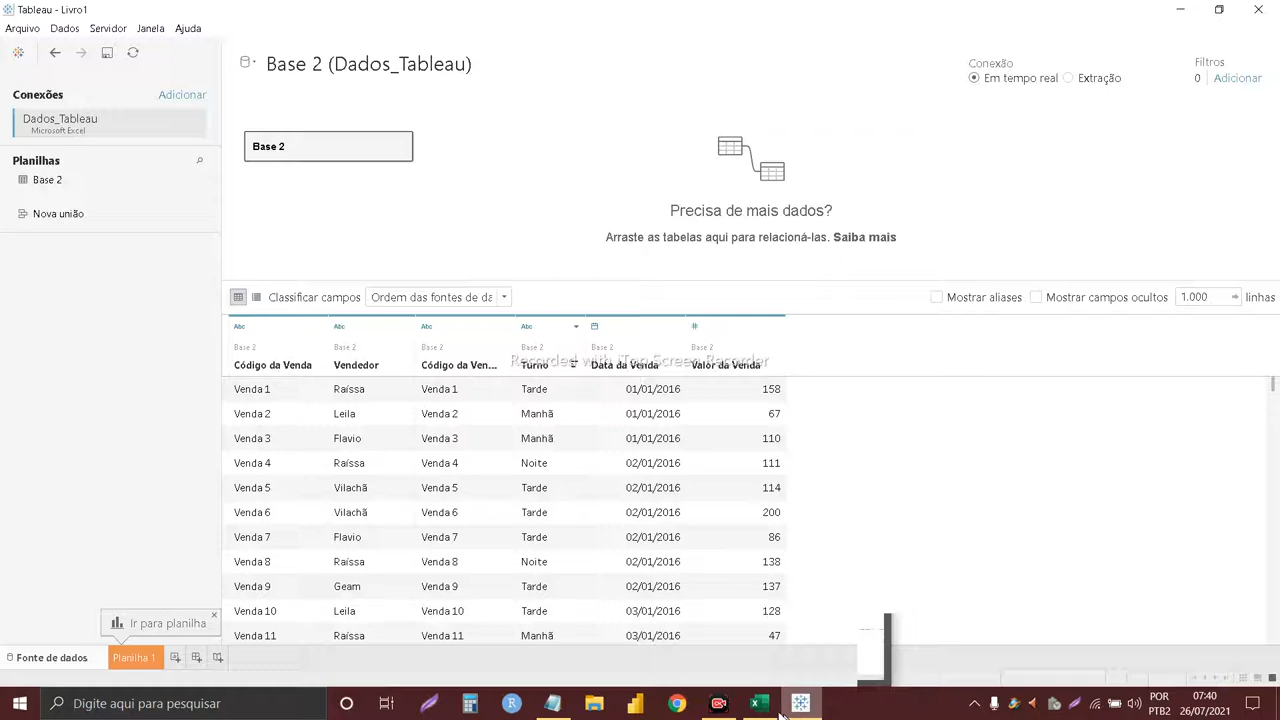 Tableau - Livro1
Arquivo Dados Servidor Janela Ajuda
Conexões Adicionar
Dados_Tableau
Microsoft Excel
Planilhas
Base 2
Nova união
Base 2 (Dados_Tableau)
Conexão
Em tempo real Extração
Filtros
0 Adicionar
Base 2
Precisa de mais dados?
Arraste as tabelas aqui para relacioná-las. Saiba mais
Classificar campos Ordem das fontes de da Mostrar aliases Mostrar campos ocultos 1.000 linhas
Abc Abc Abc Abc #
Base 2 Base 2 Base 2 Base 2 Base 2 Base 2
Recorded with iTop Screen Recorder
Código da Venda Vendedor Código da Ven... Turno Data da Venda Valor da Venda
Venda 1 Raíssa Venda 1 Tarde 01/01/2016 158
Venda 2 Leila Venda 2 Manhã 01/01/2016 67
Venda 3 Flavio Venda 3 Manhã 01/01/2016 110
Venda 4 Raíssa Venda 4 Noite 02/01/2016 111
Venda 5 Vilachã Venda 5 Tarde 02/01/2016 114
Venda 6 Vilachã Venda 6 Tarde 02/01/2016 200
Venda 7 Flavio Venda 7 Tarde 02/01/2016 86
Venda 8 Raíssa Venda 8 Noite 02/01/2016 138
Venda 9 Geam Venda 9 Tarde 02/01/2016 137
Venda 10 Leila Venda 10 Tarde 03/01/2016 128
Venda 11 Raíssa Venda 11 Manhã 03/01/2016 47
Ir para planilha
Fonte de dados Planilha 1
Digite aqui para pesquisar
POR 07:40
PTB2 26/07/2021